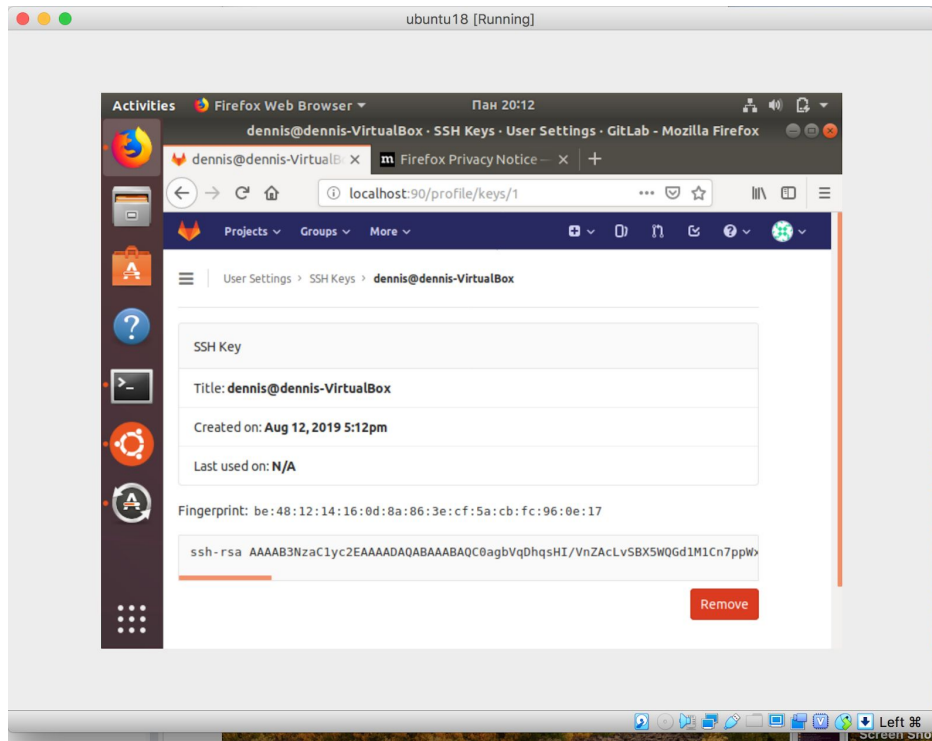 ubuntu18 [Running]
Activities Firefox Web Browser Пан 20:12
dennis@dennis-VirtualBox · SSH Keys · User Settings · GitLab - Mozilla Firefox
dennis@dennis-VirtualB Firefox Privacy Notice —
localhost:90/profile/keys/1
Projects Groups More
User Settings > SSH Keys > dennis@dennis-VirtualBox
SSH Key
Title: dennis@dennis-VirtualBox
Created on: Aug 12, 2019 5:12pm
Last used on: N/A
Fingerprint: be:48:12:14:16:0d:8a:86:3e:cf:5a:cb:fc:96:0e:17
ssh-rsa AAAAB3NzaC1yc2EAAAADAQABAAABAQC0agbVqDhqsHI/VnZAcLvSBX5WQGd1M1Cn7ppW
Remove
Left ⌘
Screen Sho